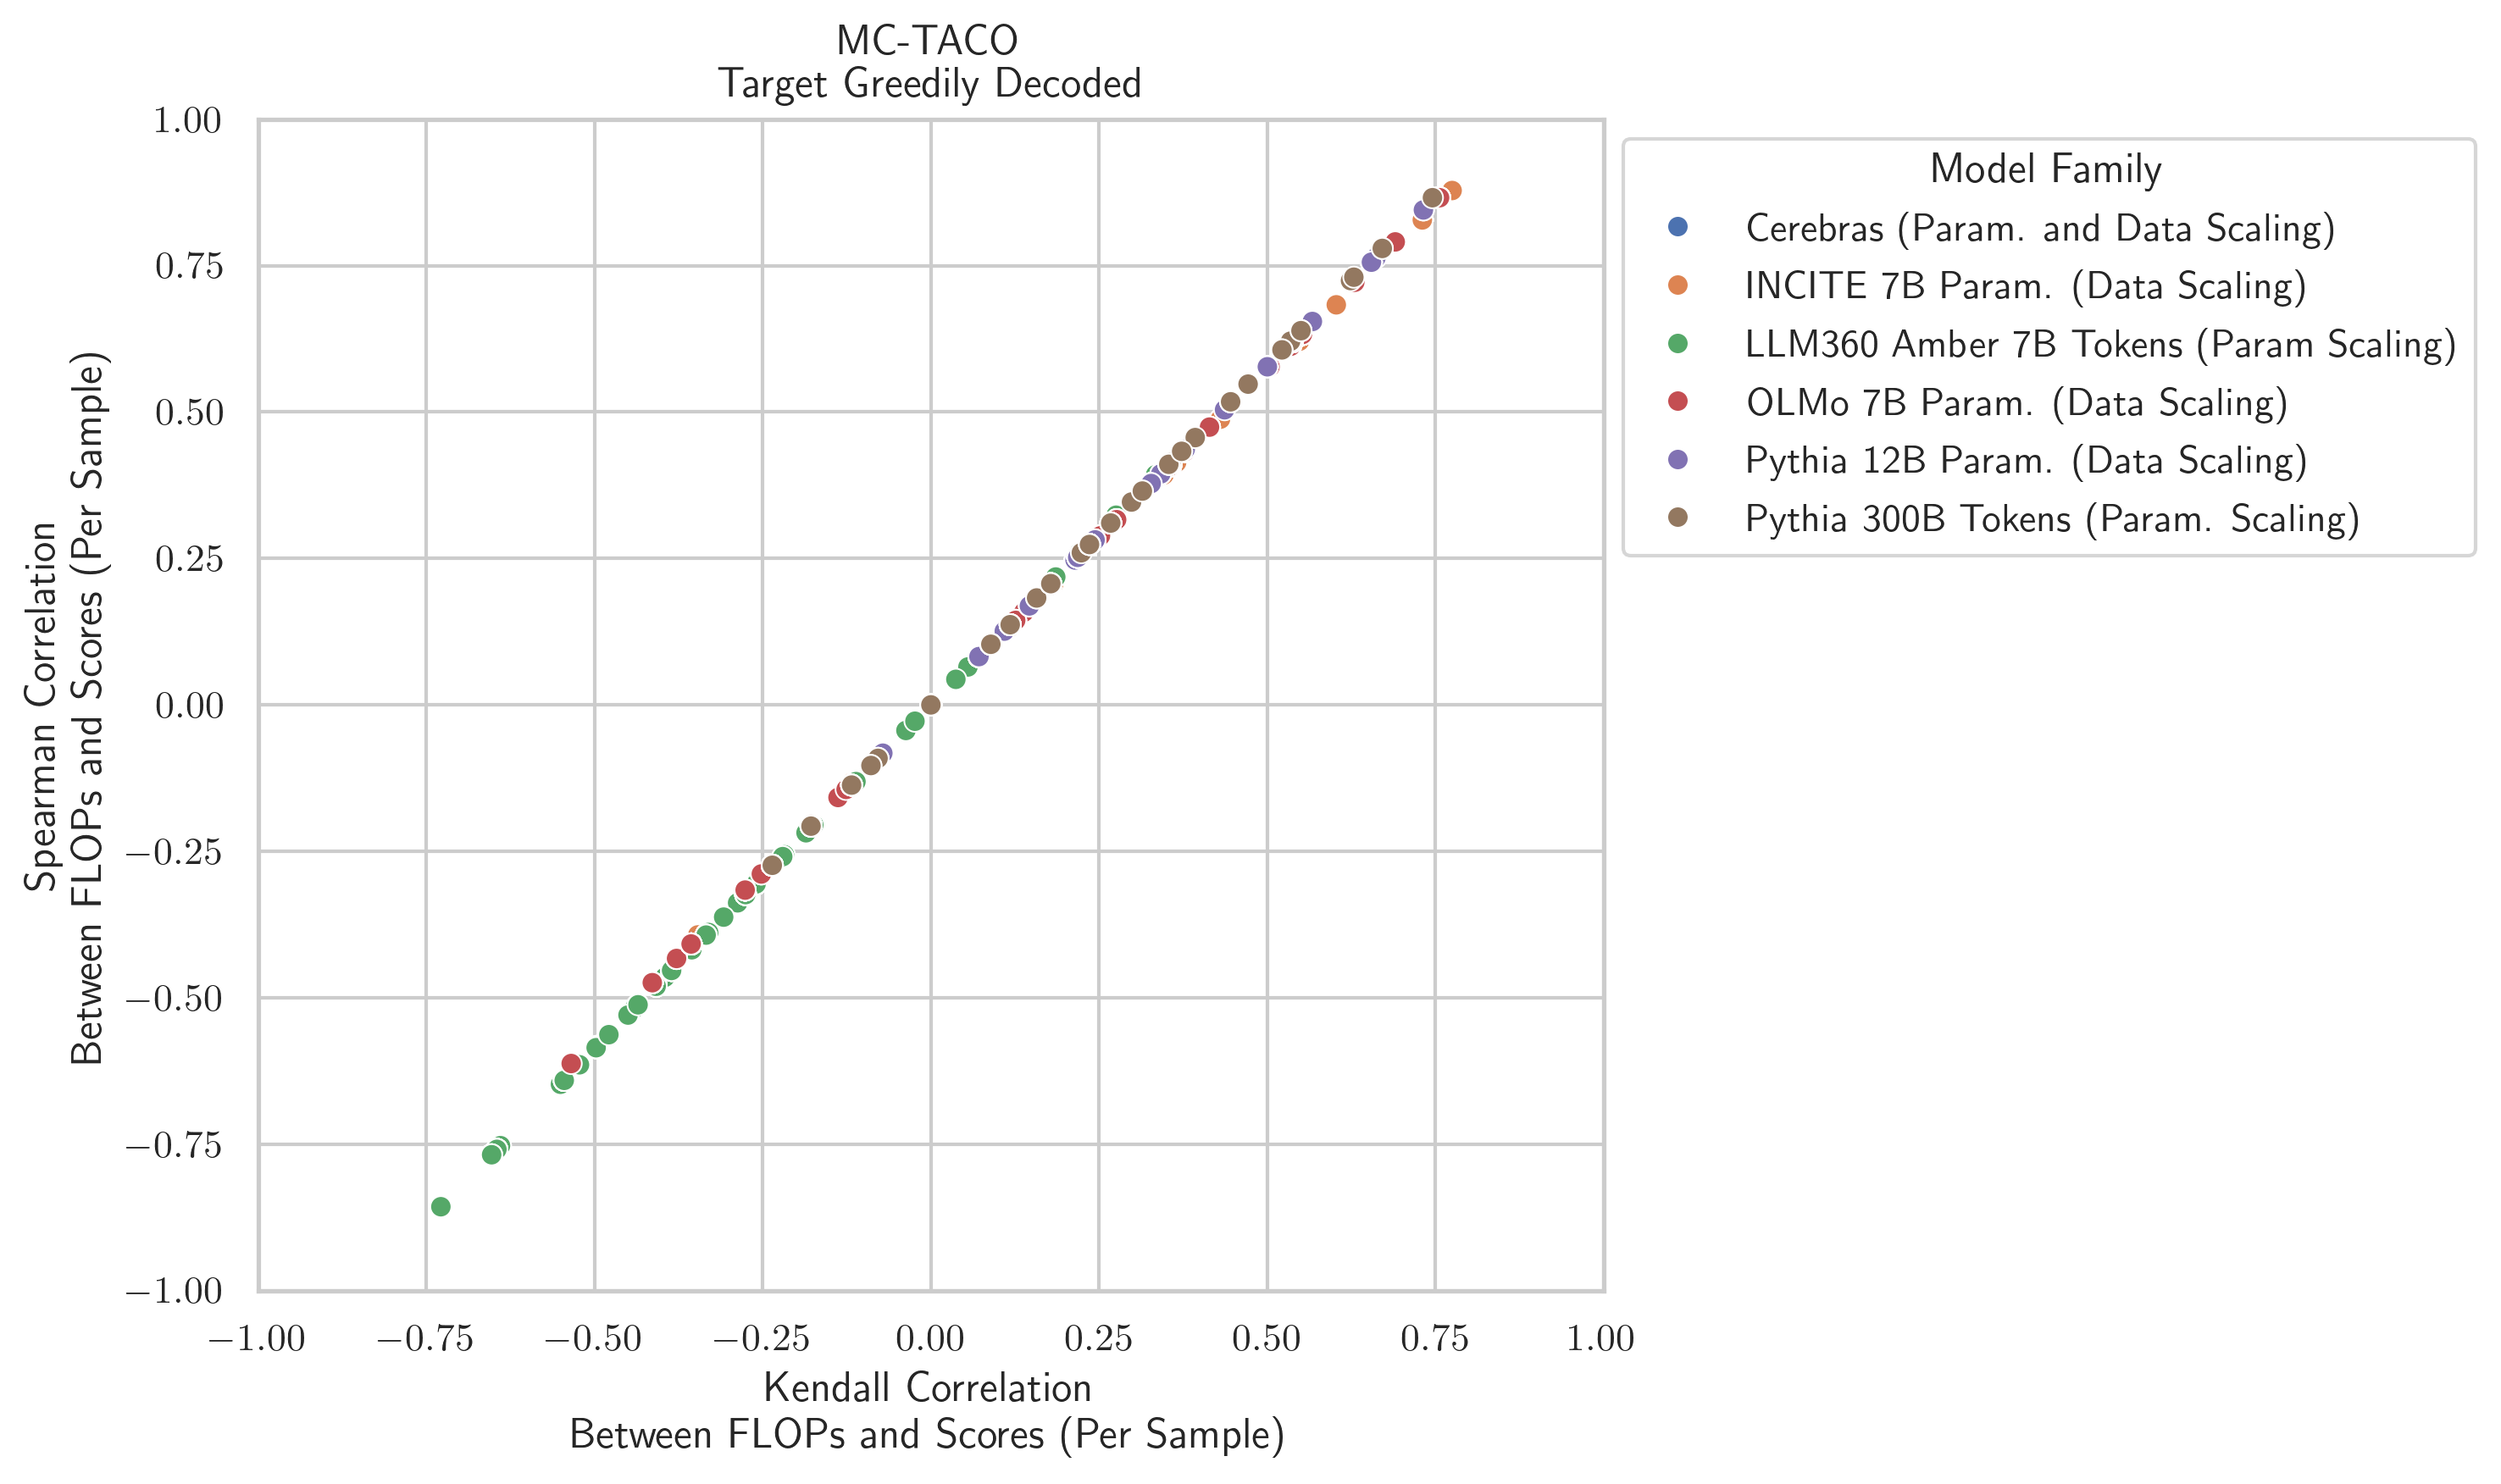 MC-TACO
Target Greedily Decoded
1.00
0.75
0.50
0.25
0.00
−0.25
−0.50
−0.75
−1.00
Spearman Correlation
Between FLOPs and Scores (Per Sample)
−1.00
−0.75
−0.50
−0.25
0.00
0.25
0.50
0.75
1.00
Kendall Correlation
Between FLOPs and Scores (Per Sample)
Model Family
Cerebras (Param. and Data Scaling)
INCITE 7B Param. (Data Scaling)
LLM360 Amber 7B Tokens (Param Scaling)
OLMo 7B Param. (Data Scaling)
Pythia 12B Param. (Data Scaling)
Pythia 300B Tokens (Param. Scaling)